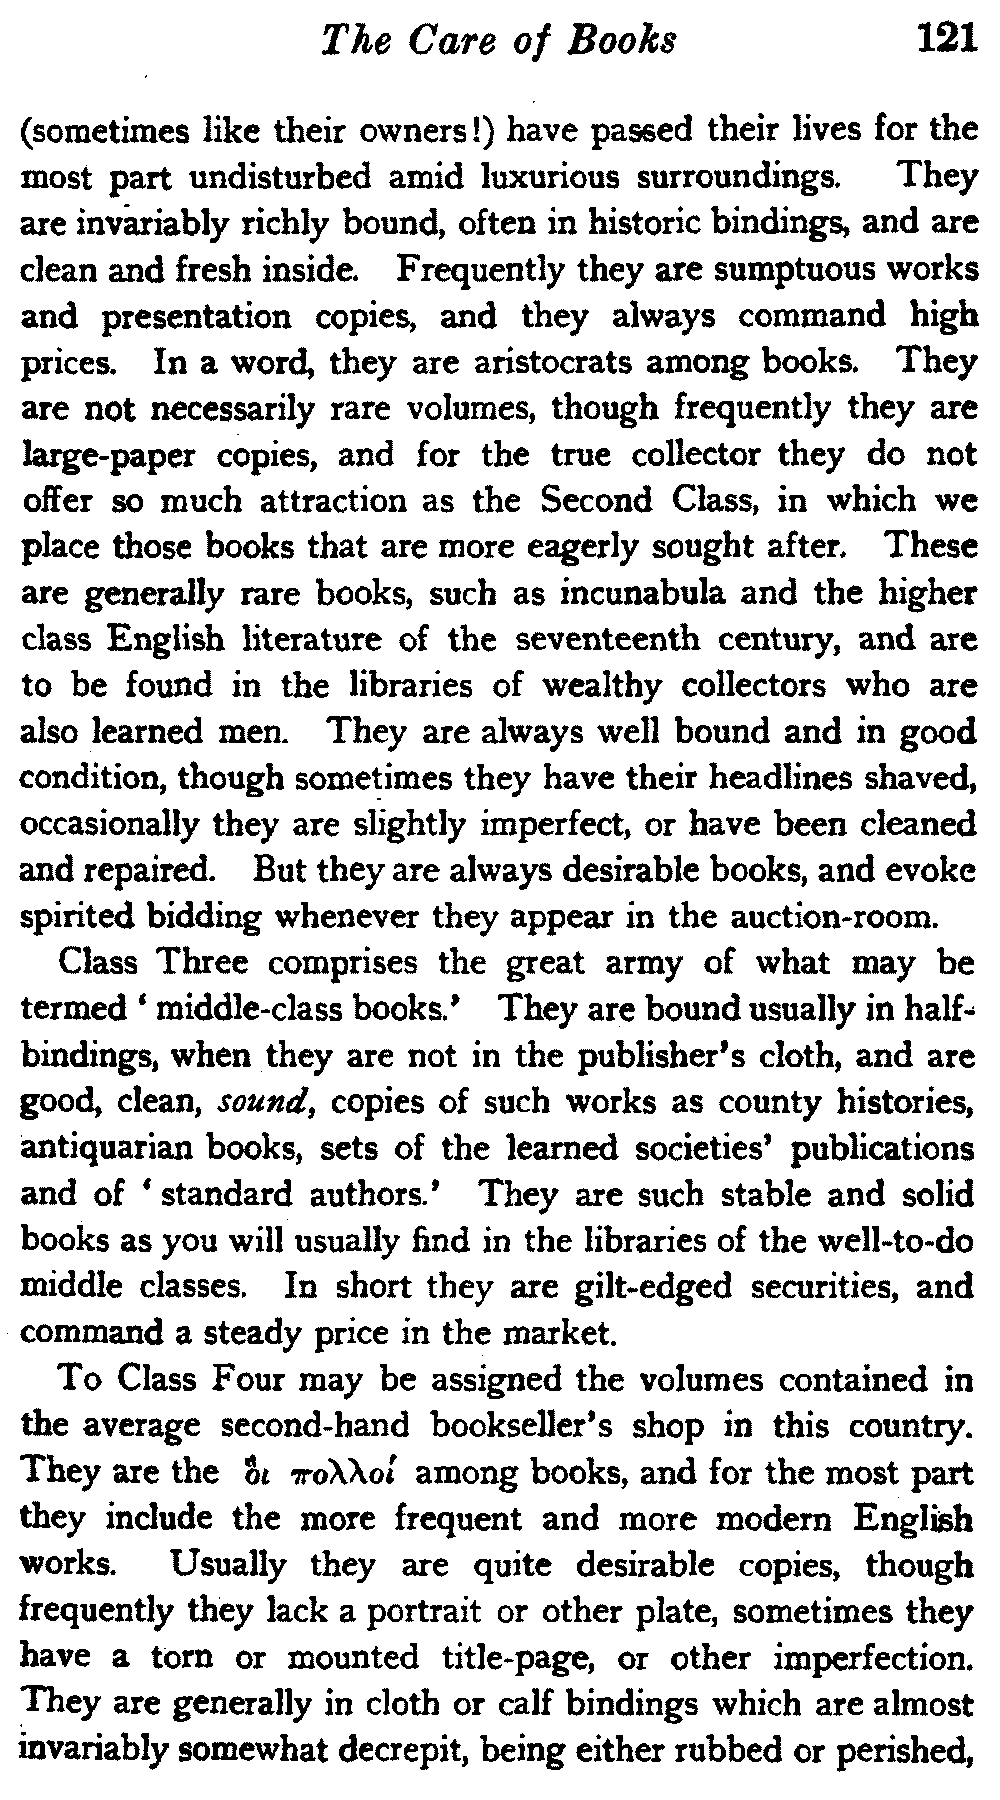 The Care of Books 121
(sometimes like their owners!) have passed their lives for the
most part undisturbed amid luxurious surroundings. They
are invariably richly bound, often in historic bindings, and are
clean and fresh inside. Frequently they are sumptuous works
and presentation copies, and they always command high
prices. In a word, they are aristocrats among books. They
are not necessarily rare volumes, though frequently they are
large-paper copies, and for the true collector they do not
offer so much attraction as the Second Class, in which we
place those books that are more eagerly sought after. These
are generally rare books, such as incunabula and the higher
class English literature of the seventeenth century, and are
to be found in the libraries of wealthy collectors who are
also learned men. They are always well bound and in good
condition, though sometimes they have their headlines shaved,
occasionally they are slightly imperfect, or have been cleaned
and repaired. But they are always desirable books, and evoke
spirited bidding whenever they appear in the auction-room.
Class Three comprises the great army of what may be
termed ‘ middle-class books.’ They are bound usually in half-
bindings, when they are not in the publisher’s cloth, and are
good, clean, sound, copies of such works as county histories,
antiquarian books, sets of the learned societies’ publications
and of ‘ standard authors.’ They are such stable and solid
books as you will usually find in the libraries of the well-to-do
middle classes. In short they are gilt-edged securities, and
command a steady price in the market.
To Class Four may be assigned the volumes contained in
the average second-hand bookseller’s shop in this country.
They are the ὅι πολλοί among books, and for the most part
they include the more frequent and more modern English
works. Usually they are quite desirable copies, though
frequently they lack a portrait or other plate, sometimes they
have a torn or mounted title-page, or other imperfection.
They are generally in cloth or calf bindings which are almost
invariably somewhat decrepit, being either rubbed or perished,